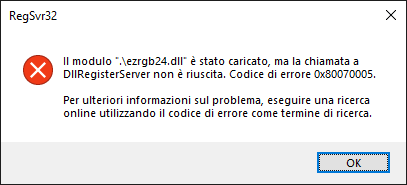 RegSvr32
Il modulo ".\ezrgb24.dll" è stato caricato, ma la chiamata a
DllRegisterServer non è riuscita. Codice di errore 0x80070005.
Per ulteriori informazioni sul problema, eseguire una ricerca
online utilizzando il codice di errore come termine di ricerca.
OK